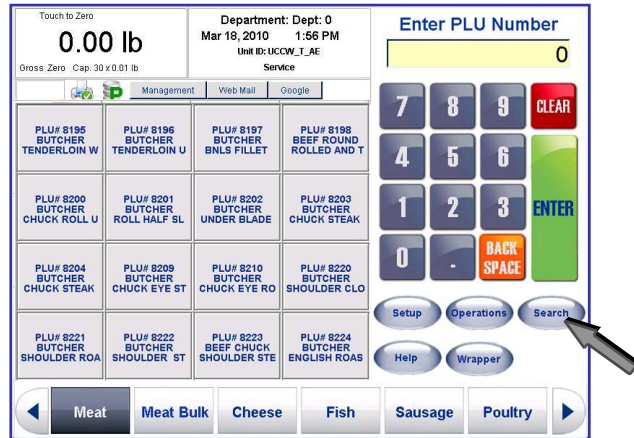 Touch to Zero
0.00 lb
Gross Zero Cap. 30 x 0.01 lb
Department: Dept: 0
Mar 18, 2010 1:56 PM
Unit ID: UCCW_T_AE
Service
Enter PLU Number
0
Management Web Mail Google
PLU# 8195
BUTCHER
TENDERLOIN W
PLU# 8196
BUTCHER
TENDERLOIN U
PLU# 8197
BUTCHER
BNLS FILLET
PLU# 8198
BEEF ROUND
ROLLED AND T
PLU# 8200
BUTCHER
CHUCK ROLL U
PLU# 8201
BUTCHER
ROLL HALF SL
PLU# 8202
BUTCHER
UNDER BLADE
PLU# 8203
BUTCHER
CHUCK STEAK
PLU# 8204
BUTCHER
CHUCK STEAK
PLU# 8209
BUTCHER
CHUCK EYE ST
PLU# 8210
BUTCHER
CHUCK EYE RO
PLU# 8220
BUTCHER
SHOULDER CLO
PLU# 8221
BUTCHER
SHOULDER ROA
PLU# 8222
BUTCHER
SHOULDER ST
PLU# 8223
BEEF CHUCK
SHOULDER STE
PLU# 8224
BUTCHER
ENGLISH ROAS
7 8 9 CLEAR
4 5 6
1 2 3 ENTER
0 . BACK
SPACE
Setup Operations Search
Help Wrapper
Meat Meat Bulk Cheese Fish Sausage Poultry